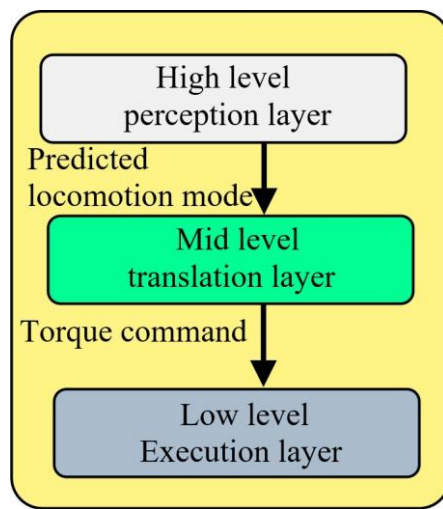 High level
perception layer
Predicted
locomotion mode
Mid level
translation layer
Torque command
Low level
Execution layer